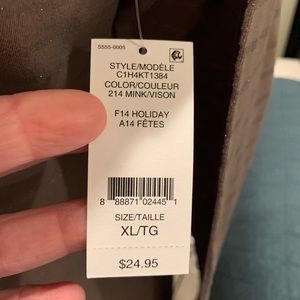 5555-0005
STYLE/MODÈLE
C1H4KT1384
COLOR/COULEUR
214 MINK/VISON
F14 HOLIDAY
A14 FÊTES
8 88871 02445 1
SIZE/TAILLE
XL/TG
$24.95